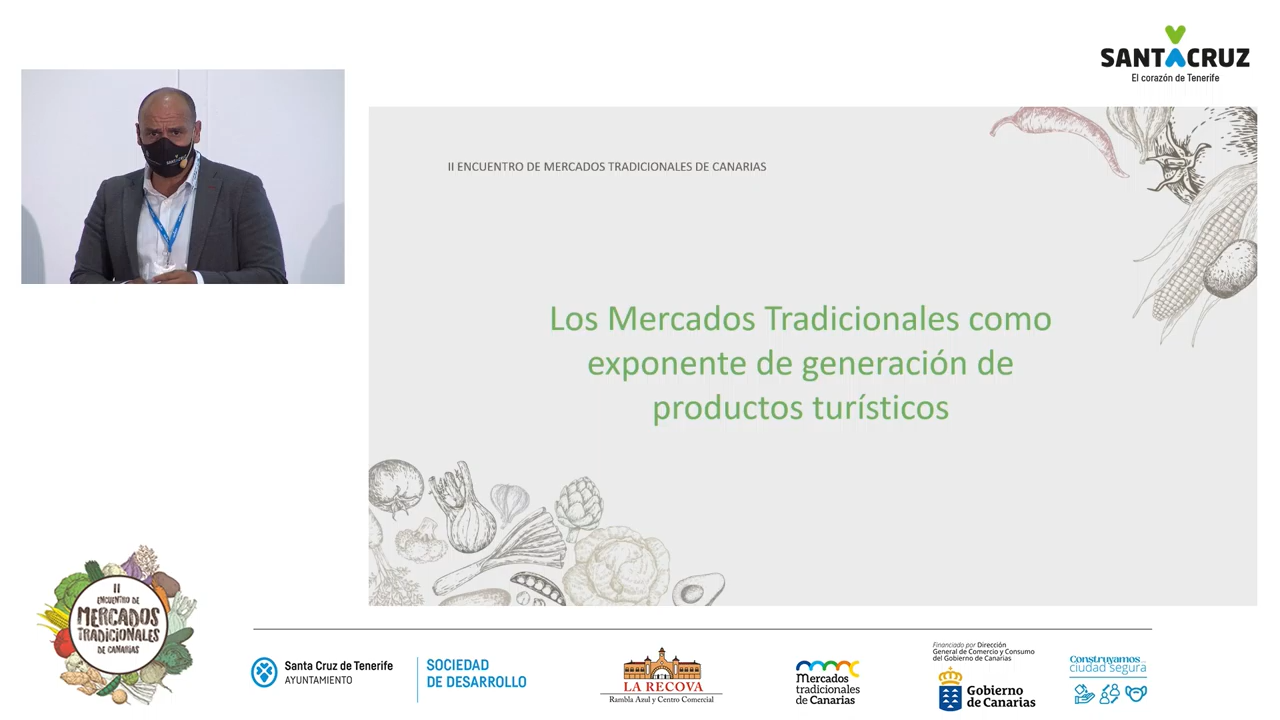 SANTACRUZ
El corazón de Tenerife
II ENCUENTRO DE MERCADOS TRADICIONALES DE CANARIAS
Los Mercados Tradicionales como
exponente de generación de
productos turísticos
II
ENCUENTRO DE
MERCADOS
TRADICIONALES
DE CANARIAS
Santa Cruz de Tenerife
AYUNTAMIENTO
SOCIEDAD
DE DESARROLLO
LA RECOVA
Rambla Azul y Centro Comercial
Mercados
tradicionales
de Canarias
Financiado por Dirección
General de Comercio y Consumo
del Gobierno de Canarias
Gobierno
de Canarias
Construyamos
ciudad segura